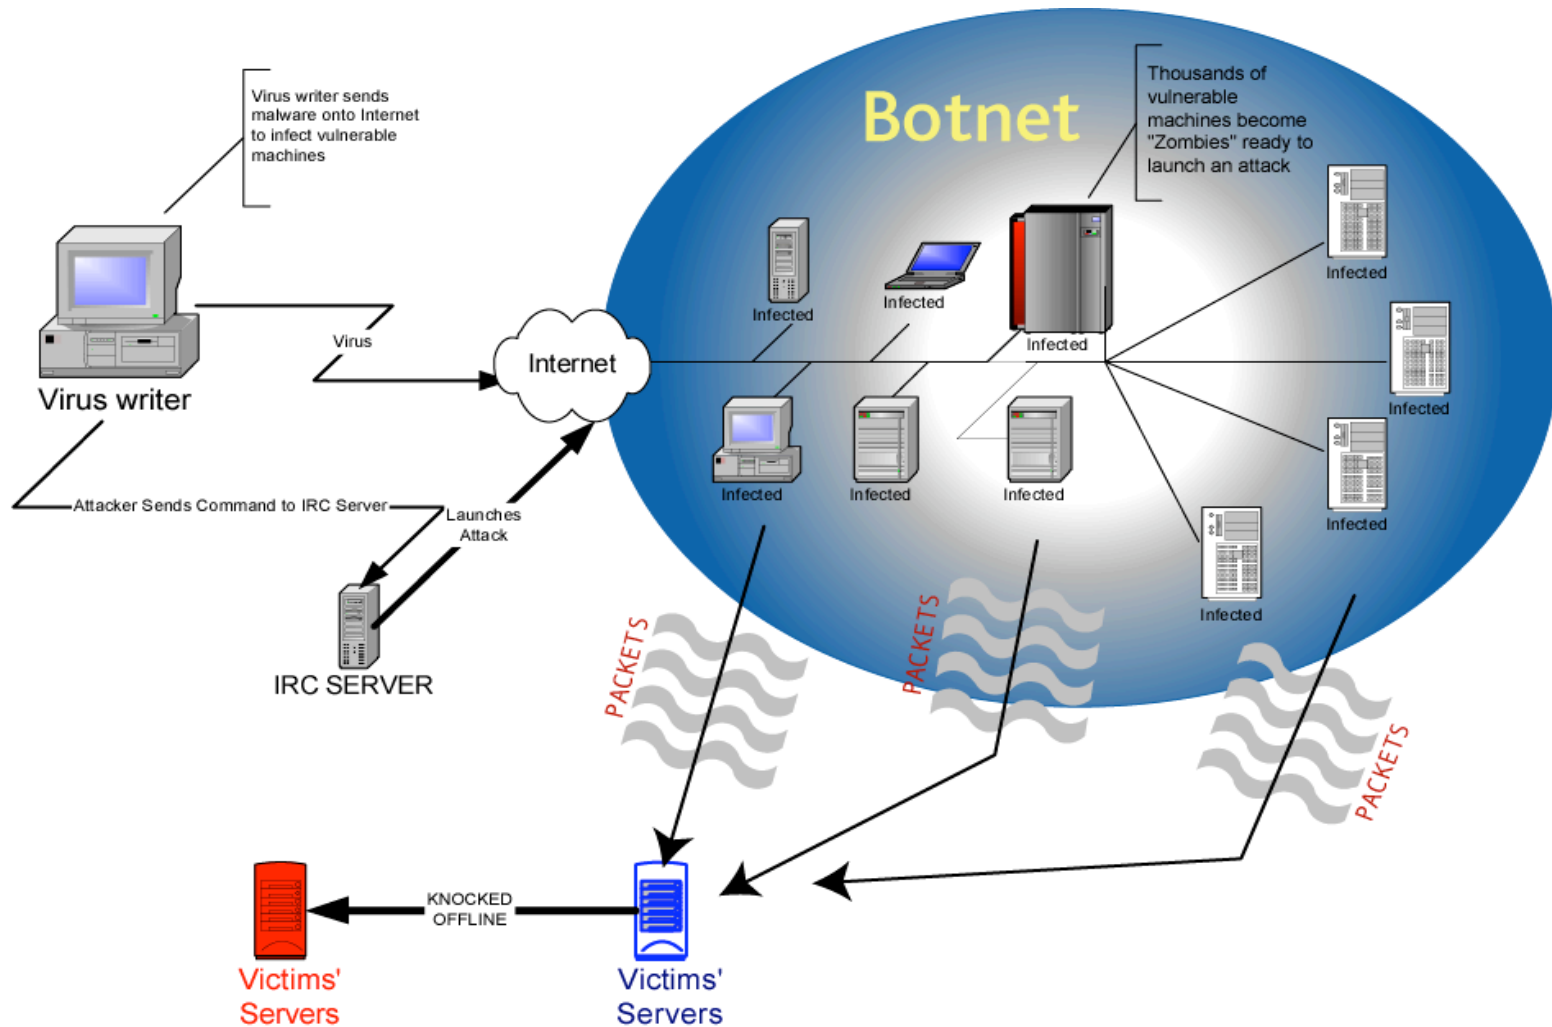 Virus writer sends
malware onto Internet
to infect vulnerable
machines
Botnet
Thousands of
vulnerable
machines become
"Zombies" ready to
launch an attack
Infected
Infected
Infected
Infected
Virus
Internet
Virus writer
Infected
Infected
Infected
Infected
Infected
Infected
Attacker Sends Command to IRC Server
Launches
Attack
IRC SERVER
PACKETS
PACKETS
PACKETS
KNOCKED
OFFLINE
Victims'
Servers
Victims'
Servers